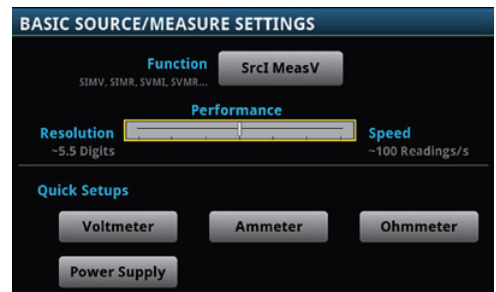 BASIC SOURCE/MEASURE SETTINGS
Function
SIMV, SIMR, SVMI, SVMR...
SrcI MeasV
Performance
Resolution
~5.5 Digits
Speed
~100 Readings/s
Quick Setups
Voltmeter
Ammeter
Ohmmeter
Power Supply